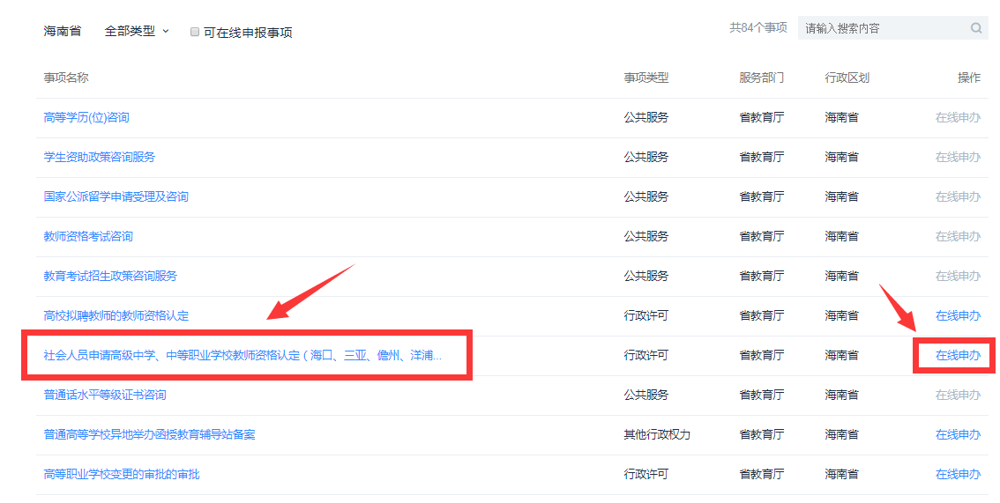 海南省 全部类型 可在线申报事项 共84个事项 请输入搜索内容
事项名称 事项类型 服务部门 行政区划 操作
高等学历(位)咨询 公共服务 省教育厅 海南省 在线申办
学生资助政策咨询服务 公共服务 省教育厅 海南省 在线申办
国家公派留学申请受理及咨询 公共服务 省教育厅 海南省 在线申办
教师资格考试咨询 公共服务 省教育厅 海南省 在线申办
教育考试招生政策咨询服务 公共服务 省教育厅 海南省 在线申办
高校拟聘教师的教师资格认定 行政许可 省教育厅 海南省 在线申办
社会人员申请高级中学、中等职业学校教师资格认定（海口、三亚、儋州、洋浦... 行政许可 省教育厅 海南省 在线申办
普通话水平等级证书咨询 公共服务 省教育厅 海南省 在线申办
普通高等学校异地举办函授教育辅导站备案 其他行政权力 省教育厅 海南省 在线申办
高等职业学校变更的审批的审批 行政许可 省教育厅 海南省 在线申办